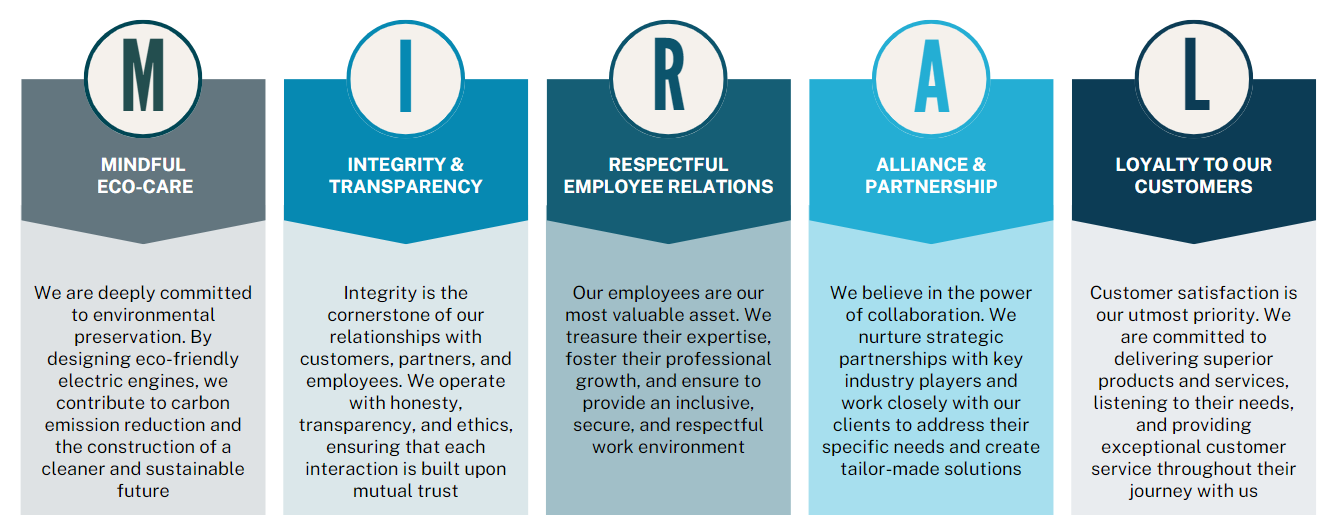 M
MINDFUL
ECO-CARE
We are deeply committed
to environmental
preservation. By
designing eco-friendly
electric engines, we
contribute to carbon
emission reduction and
the construction of a
cleaner and sustainable
future
I
INTEGRITY &
TRANSPARENCY
Integrity is the
cornerstone of our
relationships with
customers, partners, and
employees. We operate
with honesty,
transparency, and ethics,
ensuring that each
interaction is built upon
mutual trust
R
RESPECTFUL
EMPLOYEE RELATIONS
Our employees are our
most valuable asset. We
treasure their expertise,
foster their professional
growth, and ensure to
provide an inclusive,
secure, and respectful
work environment
A
ALLIANCE &
PARTNERSHIP
We believe in the power
of collaboration. We
nurture strategic
partnerships with key
industry players and
work closely with our
clients to address their
specific needs and create
tailor-made solutions
L
LOYALTY TO OUR
CUSTOMERS
Customer satisfaction is
our utmost priority. We
are committed to
delivering superior
products and services,
listening to their needs,
and providing
exceptional customer
service throughout their
journey with us